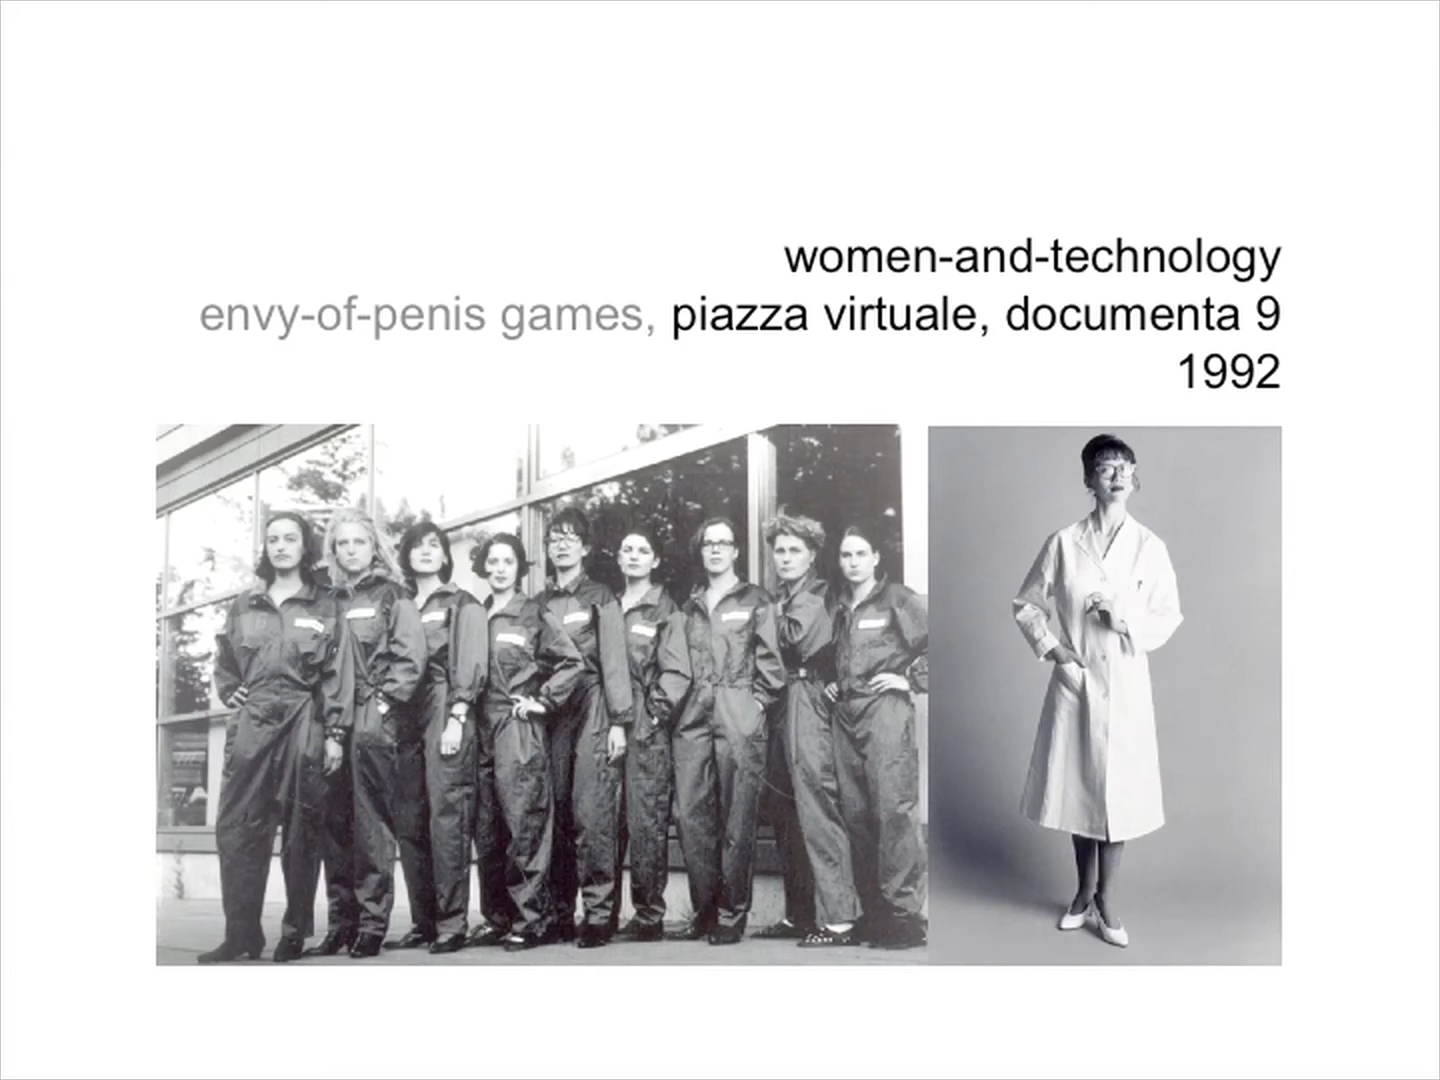 women-and-technology
envy-of-penis games, piazza virtuale, documenta 9
1992